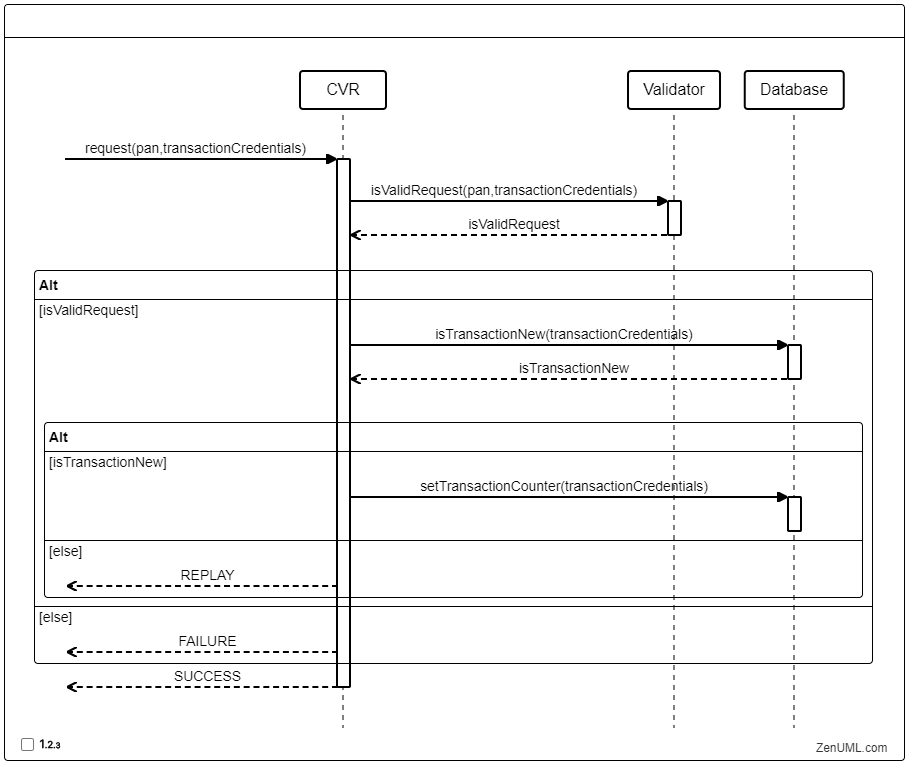 CVR
Validator
Database
request(pan,transactionCredentials)
isValidRequest(pan,transactionCredentials)
isValidRequest
Alt
[isValidRequest]
isTransactionNew(transactionCredentials)
isTransactionNew
Alt
[isTransactionNew]
setTransactionCounter(transactionCredentials)
[else]
REPLAY
[else]
FAILURE
SUCCESS
1.2.3
ZenUML.com